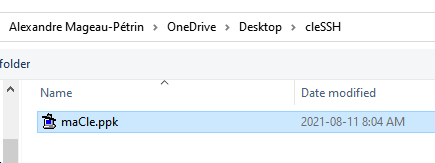 Alexandre Mageau-Pétrin > OneDrive > Desktop > cleSSH
folder
Name Date modified
maCle.ppk 2021-08-11 8:04 AM